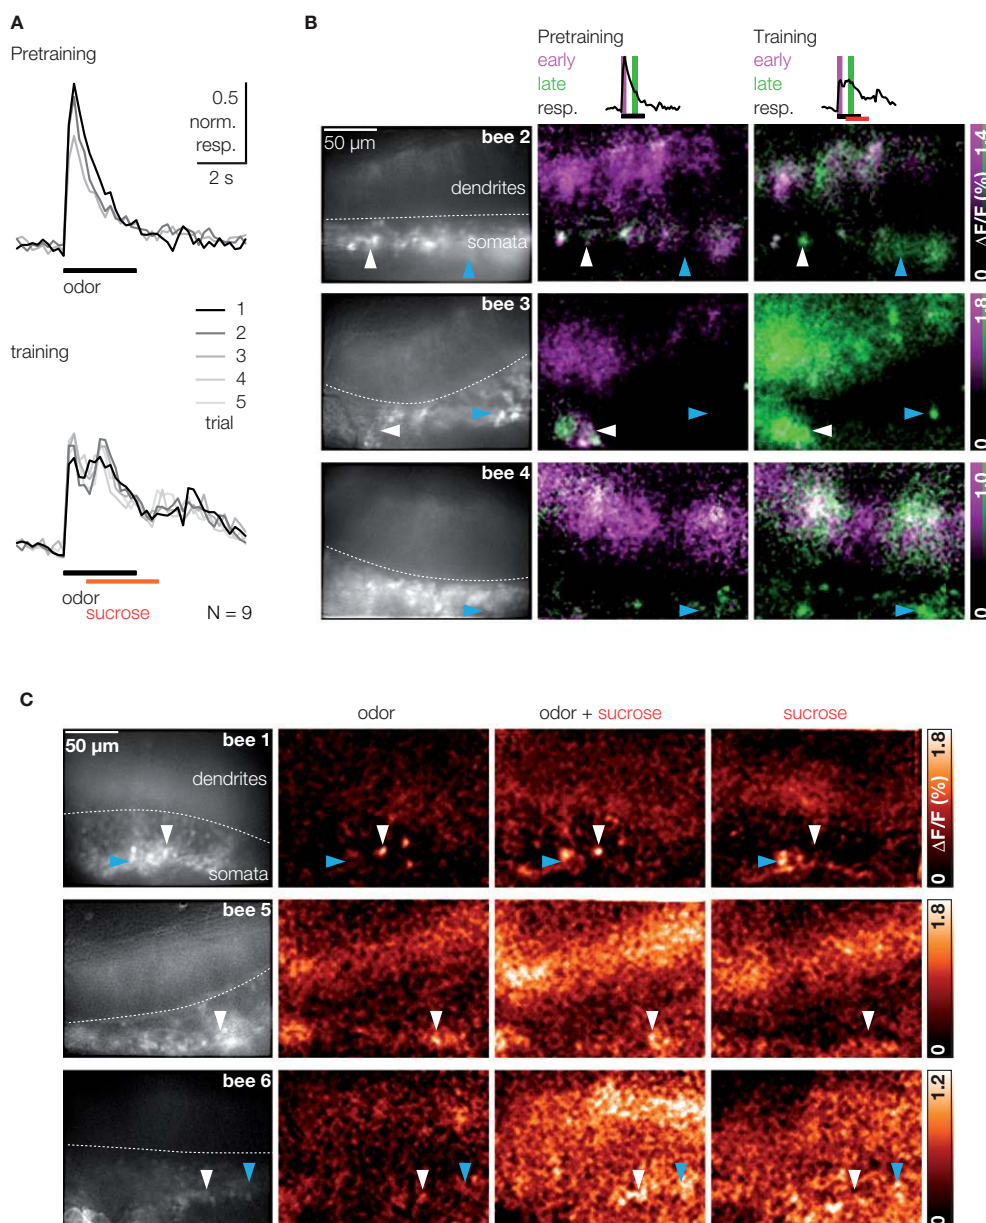 A
Pretraining
0.5
norm.
resp.
2 s
odor
1
2
3
4
5
trial
training
odor
sucrose
N = 9
B
Pretraining
early
late
resp.
Training
early
late
resp.
50 µm
bee 2
dendrites
somata
0 ΔF/F (%) 1.4
bee 3
0 1.8
bee 4
0 1.0
C
odor
odor + sucrose
sucrose
50 µm
bee 1
dendrites
somata
0 ΔF/F (%) 1.8
bee 5
0 1.8
bee 6
0 1.2